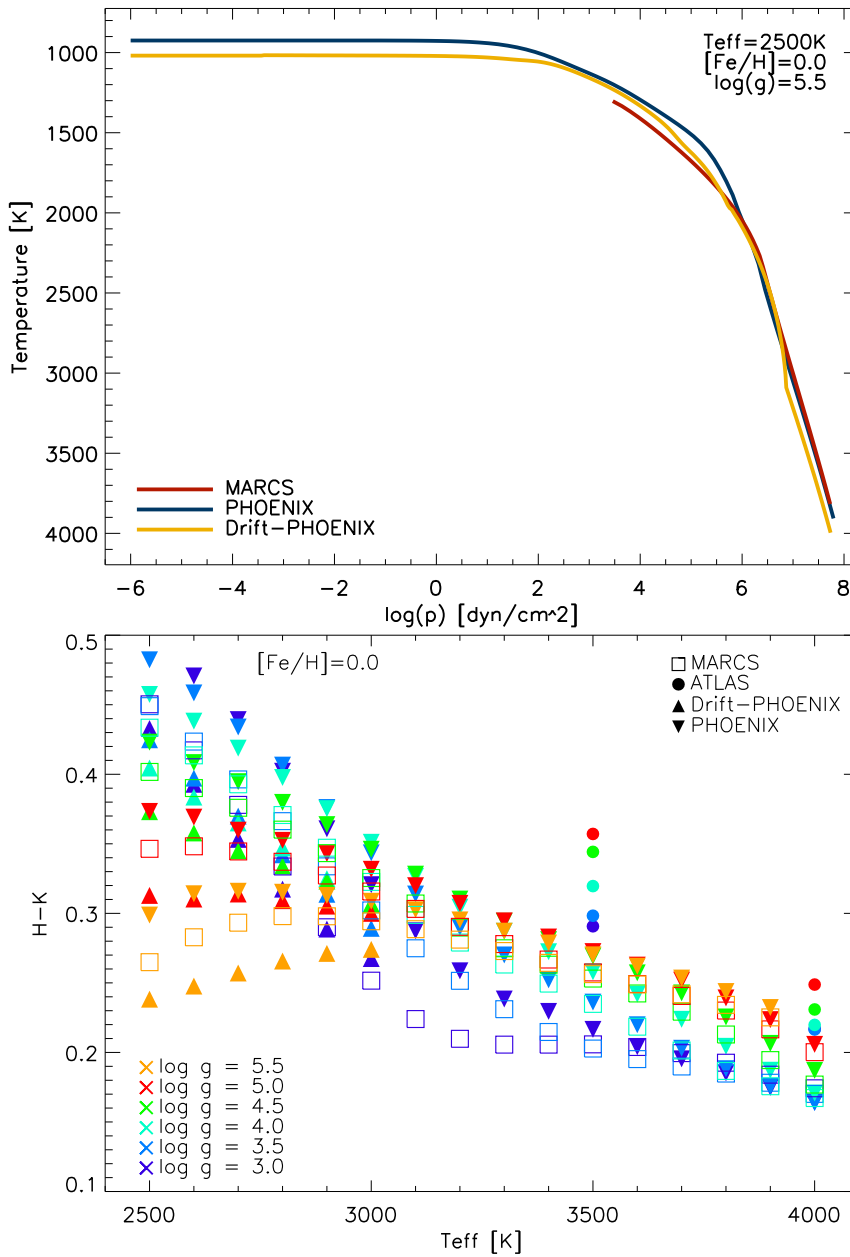 Teff=2500K
[Fe/H]=0.0
log(g)=5.5
1000
1500
2000
2500
3000
3500
4000
Temperature [K]
MARCS
PHOENIX
Drift-PHOENIX
-6 -4 -2 0 2 4 6 8
log(p) [dyn/cm^2]
[Fe/H]=0.0
MARCS
ATLAS
Drift-PHOENIX
PHOENIX
0.5
0.4
0.3
0.2
0.1
H-K
log g = 5.5
log g = 5.0
log g = 4.5
log g = 4.0
log g = 3.5
log g = 3.0
2500 3000 3500 4000
Teff [K]